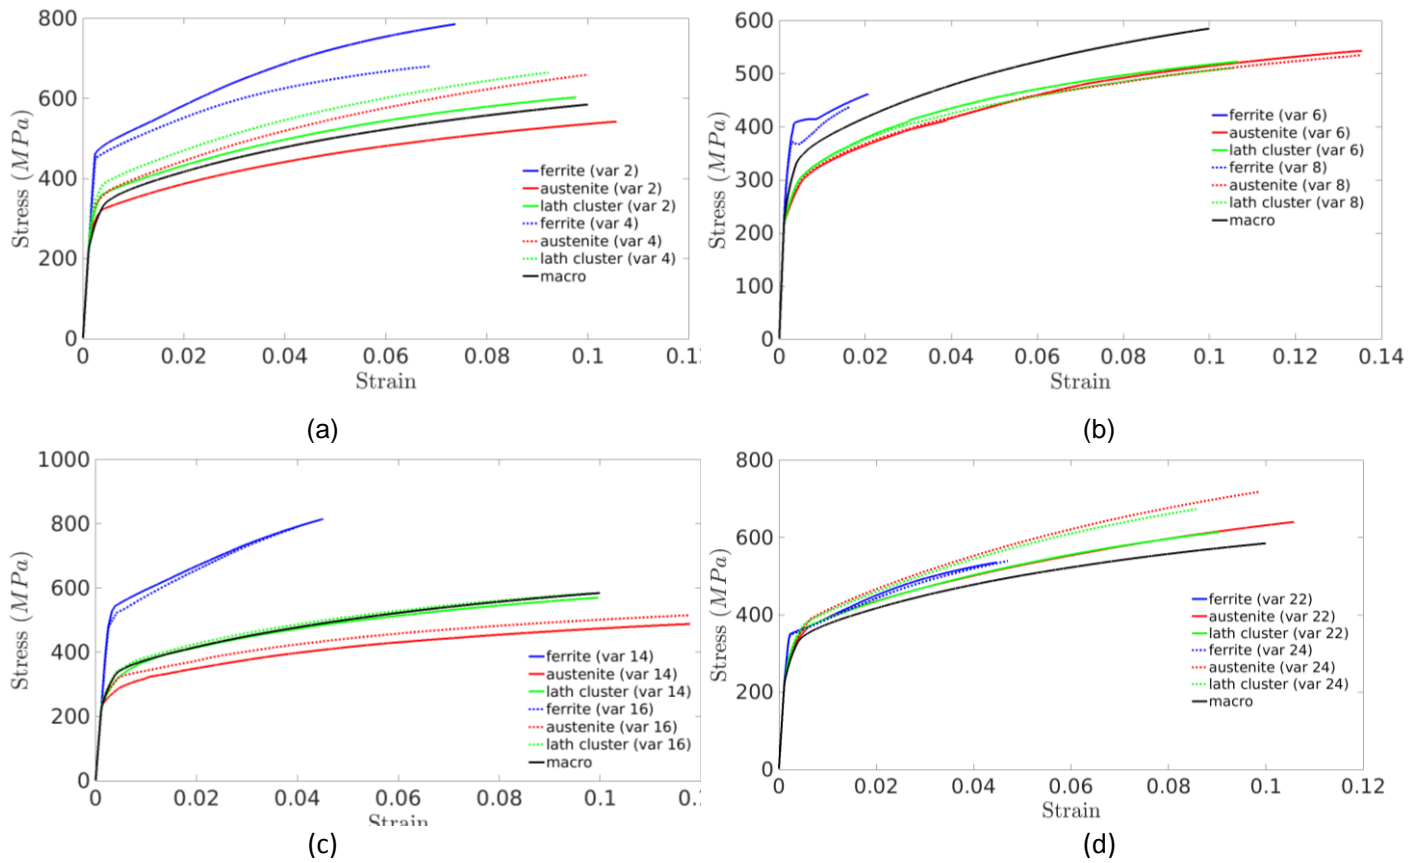 800
600
400
200
0
Stress (MPa)
0
0.02
0.04
0.06
0.08
0.1
Strain
ferrite (var 2)
austenite (var 2)
lath cluster (var 2)
ferrite (var 4)
austenite (var 4)
lath cluster (var 4)
macro
(a)
600
500
400
300
200
100
0
Stress (MPa)
0
0.02
0.04
0.06
0.08
0.1
0.12
0.14
Strain
ferrite (var 6)
austenite (var 6)
lath cluster (var 6)
ferrite (var 8)
austenite (var 8)
lath cluster (var 8)
macro
(b)
1000
800
600
400
200
0
Stress (MPa)
0
0.02
0.04
0.06
0.08
0.1
Strain
ferrite (var 14)
austenite (var 14)
lath cluster (var 14)
ferrite (var 16)
austenite (var 16)
lath cluster (var 16)
macro
(c)
800
600
400
200
0
Stress (MPa)
0
0.02
0.04
0.06
0.08
0.1
0.12
Strain
ferrite (var 22)
austenite (var 22)
lath cluster (var 22)
ferrite (var 24)
austenite (var 24)
lath cluster (var 24)
macro
(d)